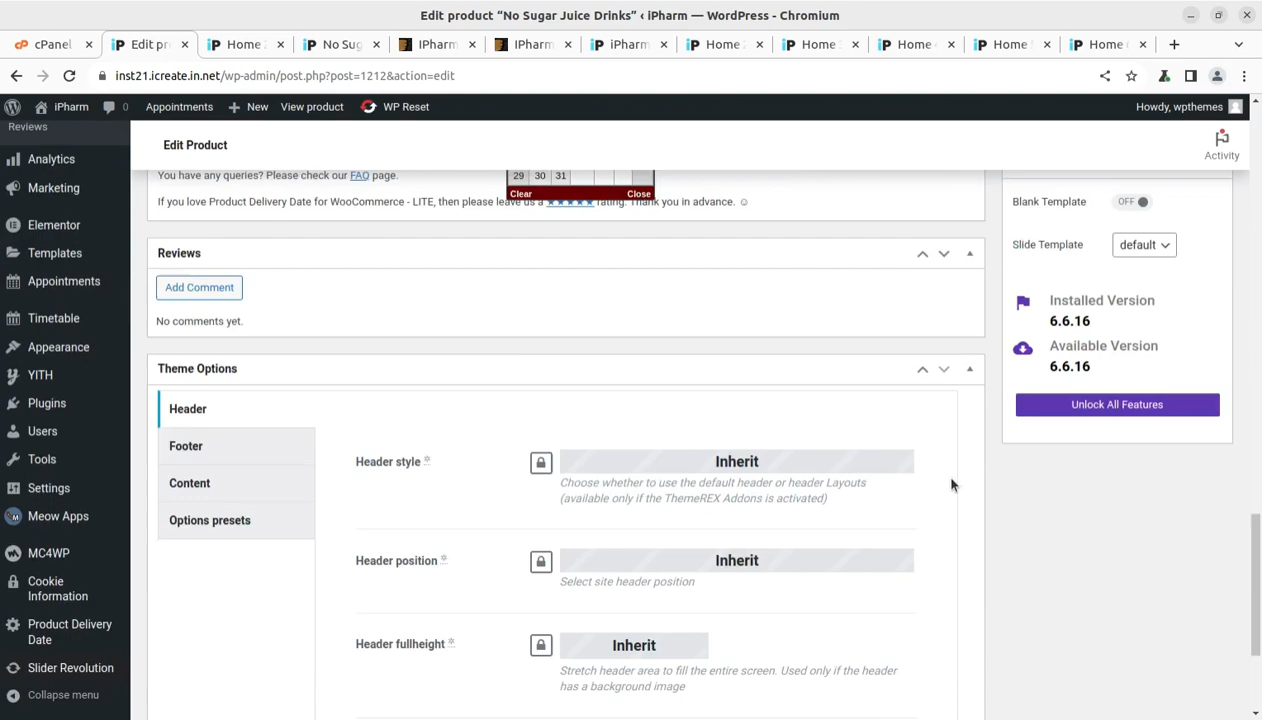 Edit product “No Sugar Juice Drinks” ‹ iPharm — WordPress - Chromium
cPanel
Edit pr
Home
No Sug
IPharm
IPharm
iPharm
Home
Home
Home
Home
Home
inst21.icreate.in.net/wp-admin/post.php?post=1212&action=edit
iPharm
0
Appointments
New
View product
WP Reset
Howdy, wpthemes
Reviews
Analytics
Marketing
Elementor
Templates
Appointments
Timetable
Appearance
YITH
Plugins
Users
Tools
Settings
Meow Apps
MC4WP
Cookie
Information
Product Delivery
Date
Slider Revolution
Collapse menu
Edit Product
Activity
You have any queries? Please check our FAQ page.
29 30 31
Clear Close
If you love Product Delivery Date for WooCommerce - LITE, then please leave us a ★★★★★ rating. Thank you in advance. ☺
Reviews
Add Comment
No comments yet.
Theme Options
Header
Footer
Content
Options presets
Header style *
Inherit
Choose whether to use the default header or header Layouts
(available only if the ThemeREX Addons is activated)
Header position *
Inherit
Select site header position
Header fullheight *
Inherit
Stretch header area to fill the entire screen. Used only if the header
has a background image
Blank Template
OFF
Slide Template
default
Installed Version
6.6.16
Available Version
6.6.16
Unlock All Features